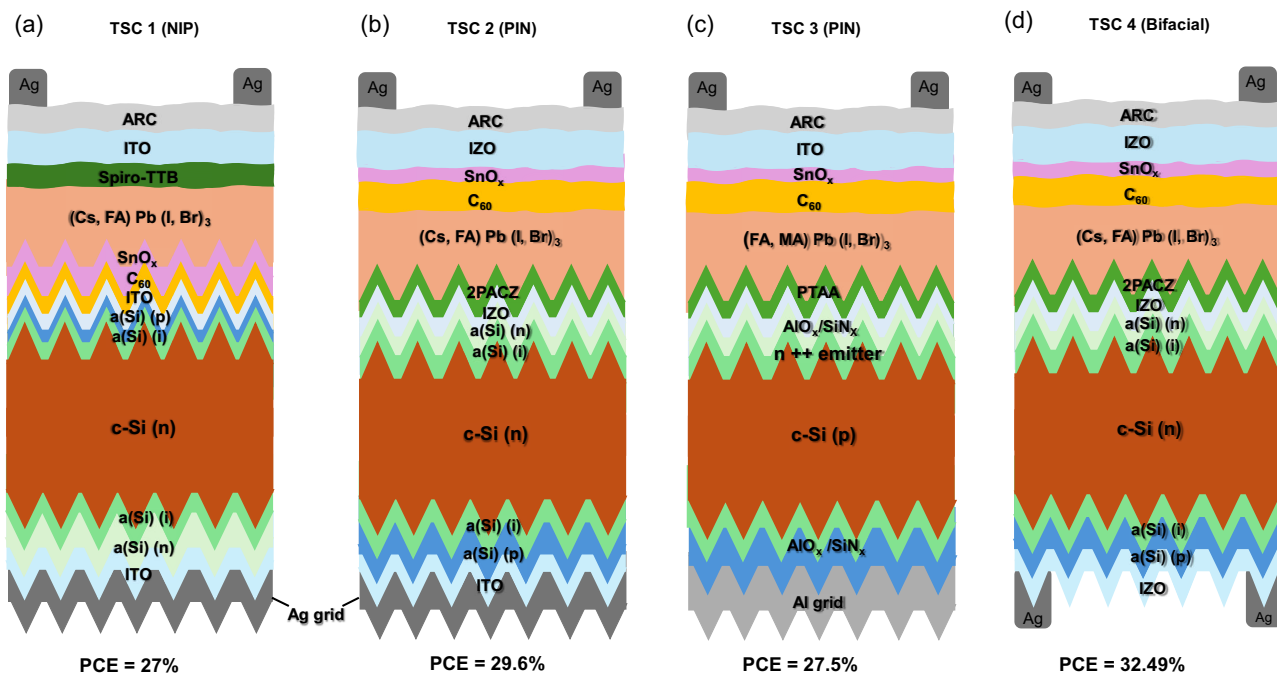 (a) TSC 1 (NIP)
Ag Ag
ARC
ITO
Spiro-TTB
(Cs, FA) Pb (I, Br)₃
SnOₓ
C₆₀
ITO
a(Si) (p)
a(Si) (i)
c-Si (n)
a(Si) (i)
a(Si) (n)
ITO
Ag grid
PCE = 27%
(b) TSC 2 (PIN)
Ag Ag
ARC
IZO
SnOₓ
C₆₀
(Cs, FA) Pb (I, Br)₃
2PACZ
IZO
a(Si) (n)
a(Si) (i)
c-Si (n)
a(Si) (i)
a(Si) (p)
ITO
PCE = 29.6%
(c) TSC 3 (PIN)
Ag Ag
ARC
ITO
SnOₓ
C₆₀
(FA, MA) Pb (I, Br)₃
PTAA
AlOₓ/SiNₓ
n ++ emitter
c-Si (p)
AlOₓ /SiNₓ
Al grid
PCE = 27.5%
(d) TSC 4 (Bifacial)
Ag Ag
ARC
IZO
SnOₓ
C₆₀
(Cs, FA) Pb (I, Br)₃
2PACZ
IZO
a(Si) (n)
a(Si) (i)
c-Si (n)
a(Si) (i)
a(Si) (p)
IZO
Ag Ag
PCE = 32.49%